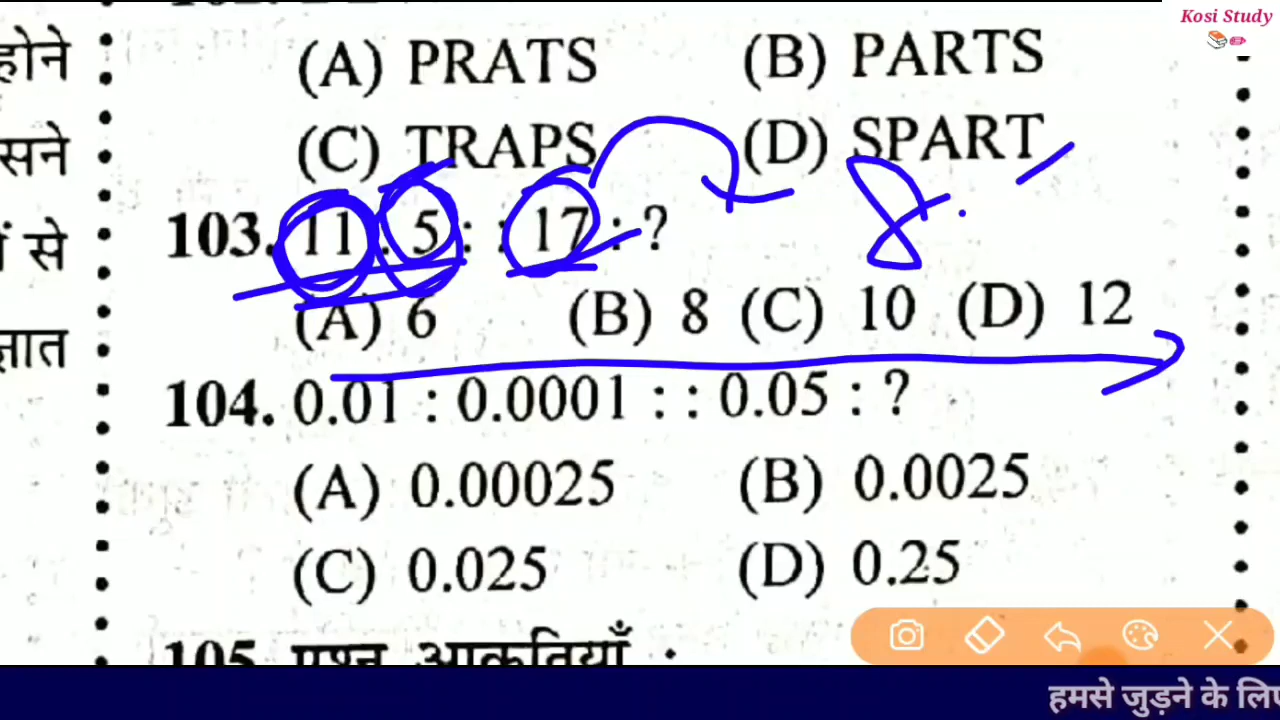 Kosi Study
होने
(A) PRATS (B) PARTS
सने
(C) TRAPS (D) SPART
8.
से
103. 11 : 5 : : 17 : ?
(A) 6 (B) 8 (C) 10 (D) 12
ज्ञात
104. 0.01 : 0.0001 : : 0.05 : ?
(A) 0.00025 (B) 0.0025
(C) 0.025 (D) 0.25
105. प्रश्न आकृतियाँ :
हमसे जुड़ने के